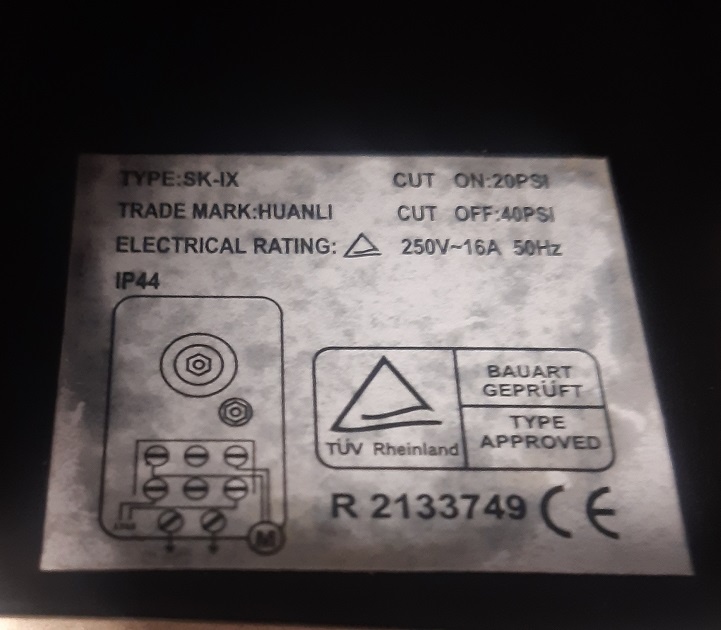 TYPE:SK-IX
CUT ON:20PSI
TRADE MARK:HUANLI
CUT OFF:40PSI
ELECTRICAL RATING: 250V~16A 50Hz
IP44
BAUART
GEPRÜFT
TÜV Rheinland
TYPE
APPROVED
R 2133749 CE
M